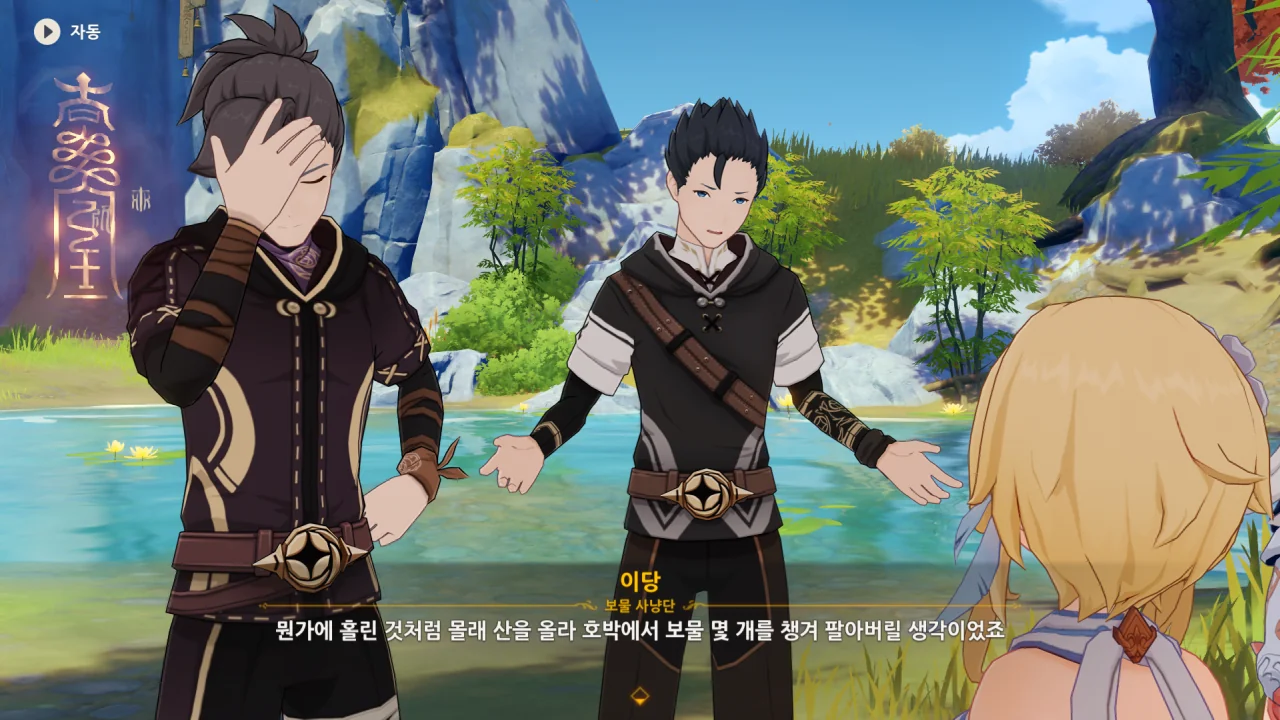 자동
이당
보물 사냥단
뭔가에 홀린 것처럼 몰래 산을 올라 호박에서 보물 몇 개를 챙겨 팔아버릴 생각이었죠